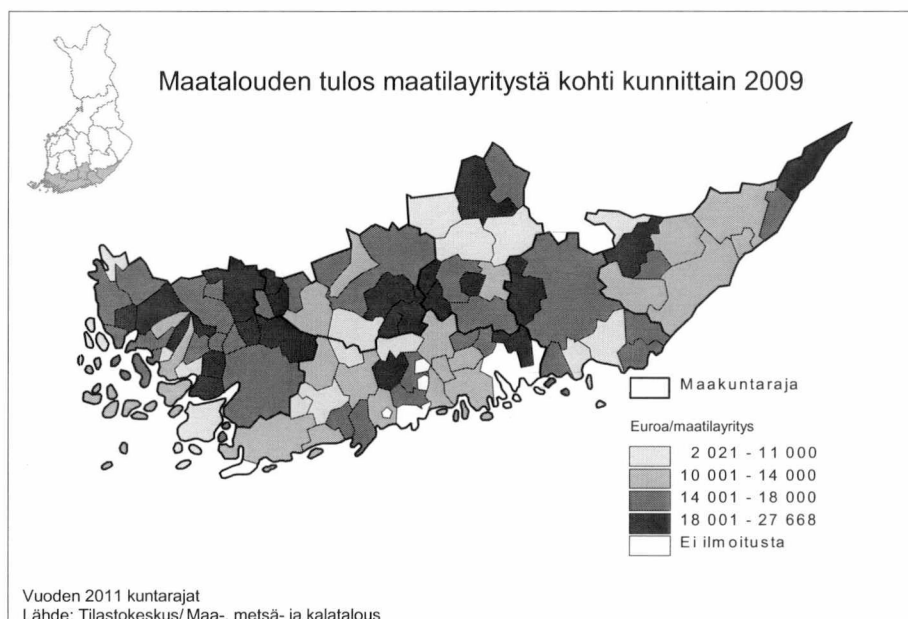 Maatalouden tulos maatilayritystä kohti kunnittain 2009
Maakuntaraja
Euroa/maatilayritys
2 021 - 11 000
10 001 - 14 000
14 001 - 18 000
18 001 - 27 668
Ei ilmoitusta
Vuoden 2011 kuntarajat
Lähde: Tilastokeskus/ Maa-, metsä- ja kalatalous